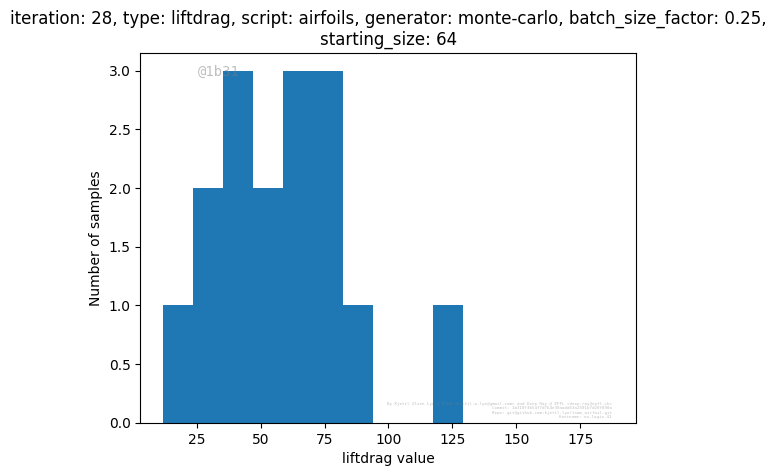 iteration: 28, type: liftdrag, script: airfoils, generator: monte-carlo, batch_size_factor: 0.25,
starting_size: 64
@1b31
3.0
2.5
2.0
1.5
1.0
0.5
0.0
Number of samples
25 50 75 100 125 150 175
liftdrag value